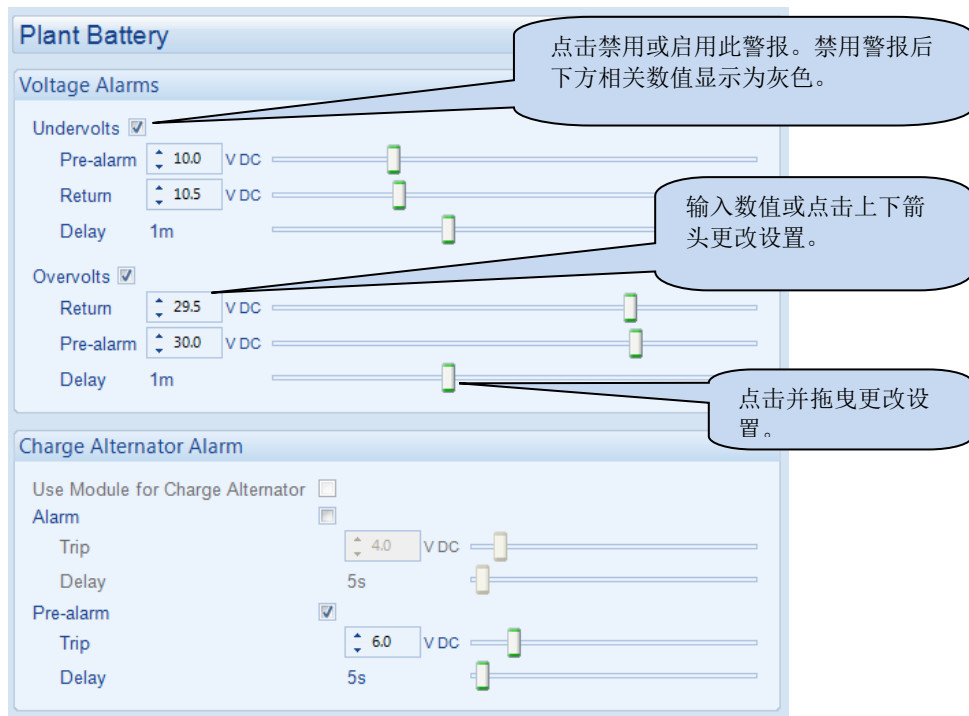 Plant Battery
点击禁用或启用此警报。禁用警报后
下方相关数值显示为灰色。
Voltage Alarms
Undervolts
Pre-alarm 10.0 V DC
Return 10.5 V DC
Delay 1m
输入数值或点击上下箭
头更改设置。
Overvolts
Return 29.5 V DC
Pre-alarm 30.0 V DC
Delay 1m
点击并拖曳更改设
置。
Charge Alternator Alarm
Use Module for Charge Alternator
Alarm
Trip 4.0 V DC
Delay 5s
Pre-alarm
Trip 6.0 V DC
Delay 5s